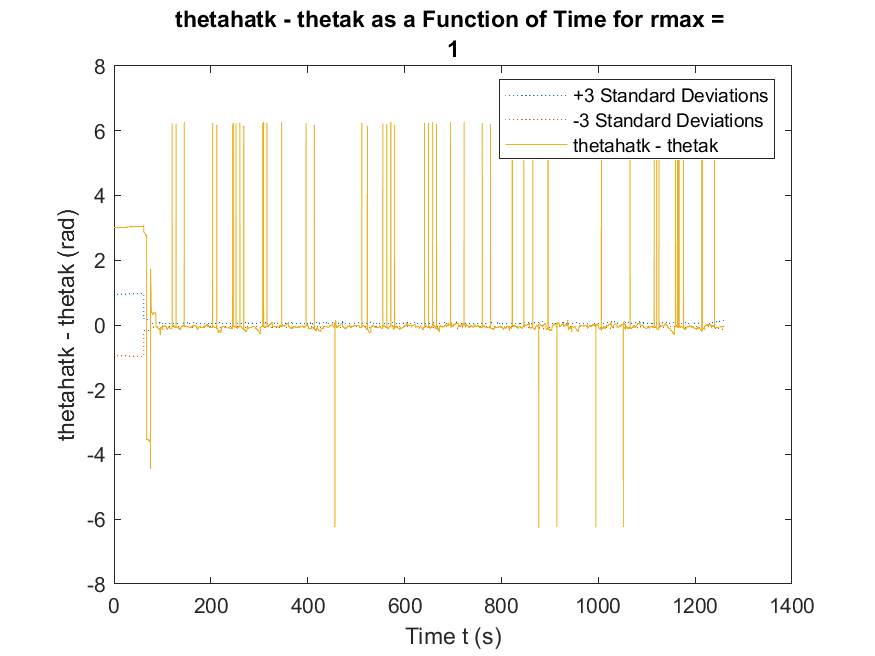 thetahatk - thetak as a Function of Time for rmax =
1
8
6
4
2
0
-2
-4
-6
-8
thetahatk - thetak (rad)
+3 Standard Deviations
-3 Standard Deviations
thetahatk - thetak
0 200 400 600 800 1000 1200 1400
Time t (s)